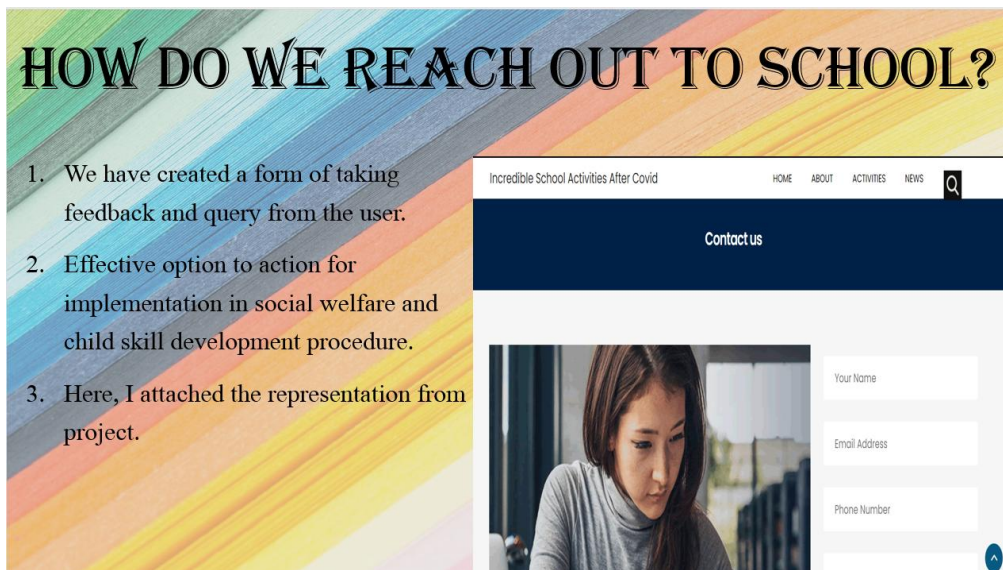 HOW DO WE REACH OUT TO SCHOOL?
1. We have created a form of taking
feedback and query from the user.
2. Effective option to action for
implementation in social welfare and
child skill development procedure.
3. Here, I attached the representation from
project.
Incredible School Activities After Covid
HOME ABOUT ACTIVITIES NEWS
Contact us
Your Name
Email Address
Phone Number